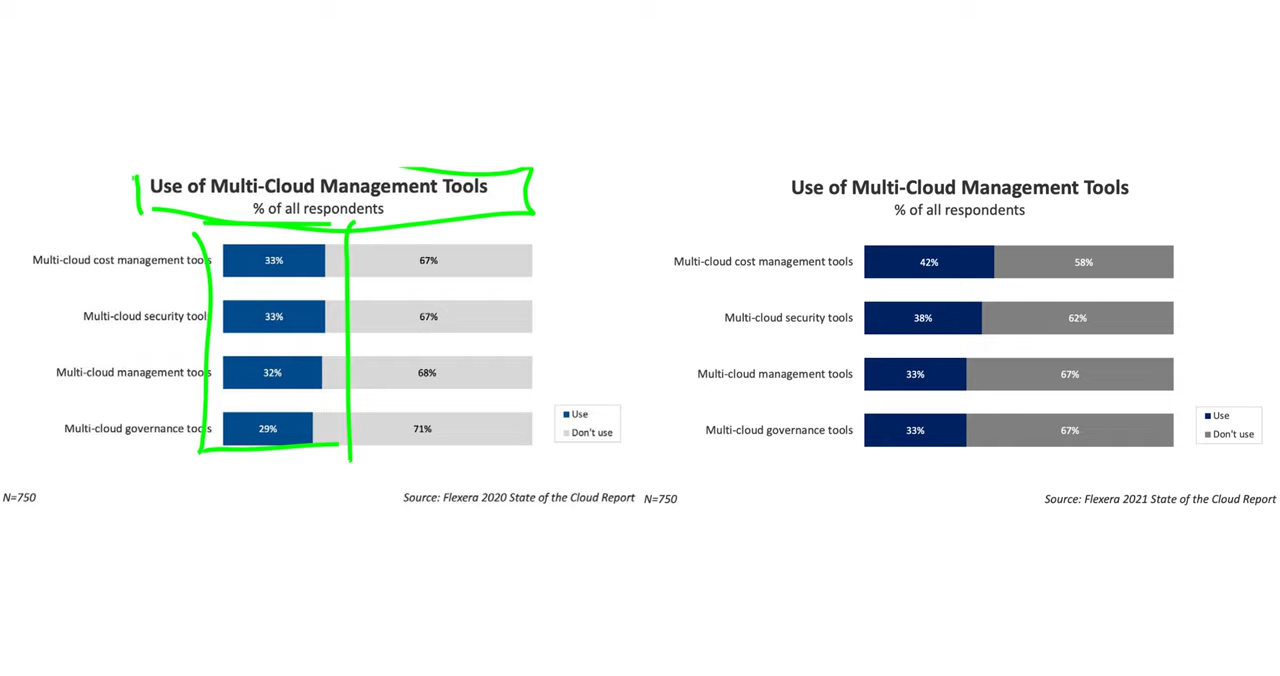 Use of Multi-Cloud Management Tools
% of all respondents
Multi-cloud cost management tools 33% 67%
Multi-cloud security tools 33% 67%
Multi-cloud management tools 32% 68%
Multi-cloud governance tools 29% 71%
Use
Don't use
N=750
Source: Flexera 2020 State of the Cloud Report
Use of Multi-Cloud Management Tools
% of all respondents
Multi-cloud cost management tools 42% 58%
Multi-cloud security tools 38% 62%
Multi-cloud management tools 33% 67%
Multi-cloud governance tools 33% 67%
Use
Don't use
N=750
Source: Flexera 2021 State of the Cloud Report